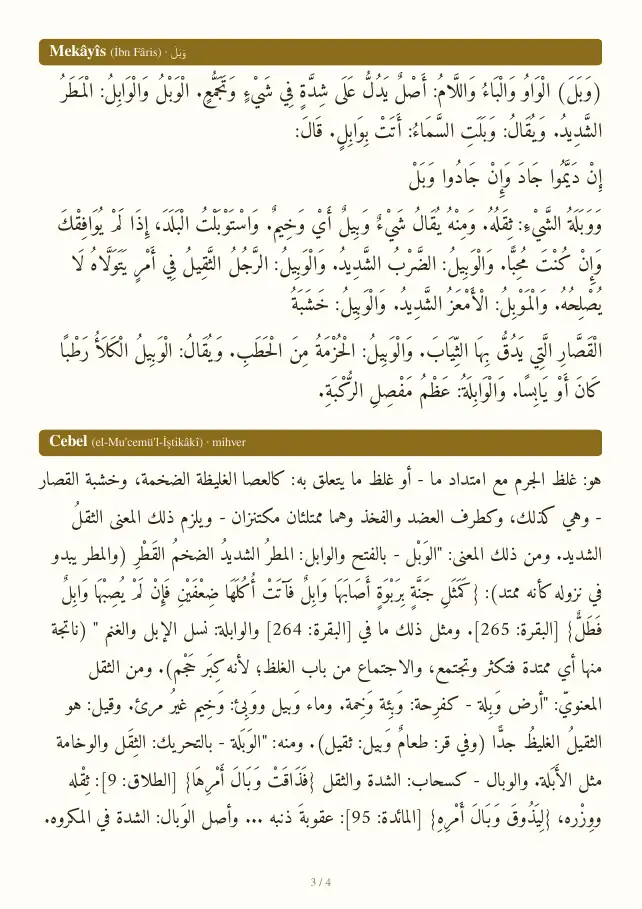 Mekâyîs (İbn Fâris) · وَبَلَ
(وَبَلَ) الْوَاوُ وَالْبَاءُ وَاللَّامُ: أَصْلٌ يَدُلُّ عَلَى شِدَّةٍ فِي شَيْءٍ وَتَجَمُّعٍ. الْوَبْلُ وَالْوَابِلُ: الْمَطَرُ
الشَّدِيدُ. وَيُقَالُ: وَبَلَتِ السَّمَاءُ: أَتَتْ بِوَابِلٍ. قَالَ:
إِنْ دَيَّمُوا جَادَ وَإِنْ جَادُوا وَبَلْ
وَوَبَلَةُ الشَّيْءِ: ثِقَلُهُ. وَمِنْهُ يُقَالُ شَيْءٌ وَبِيلٌ أَيْ وَخِيمٌ. وَاسْتَوْبَلْتُ الْبَلَدَ، إِذَا لَمْ يُوَافِقْكَ
وَإِنْ كُنْتَ مُحِبًّا. وَالْوَبِيلُ: الضَّرْبُ الشَّدِيدُ. وَالْوَبِيلُ: الرَّجُلُ الثَّقِيلُ فِي أَمْرٍ يَتَوَلَّاهُ لَا
يُصْلِحُهُ. وَالْمَوْبِلُ: الْأَمْعَزُ الشَّدِيدُ. وَالْوَبِيلُ: خَشَبَةُ
الْقَصَّارِ الَّتِي يَدُقُّ بِهَا الثِّيَابَ. وَالْوَبِيلُ: الْحُزْمَةُ مِنَ الْحَطَبِ. وَيُقَالُ: الْوَبِيلُ الْكَلَأُ رَطْبًا
كَانَ أَوْ يَابِسًا. وَالْوَابِلَةُ: عَظْمُ مَفْصِلِ الرُّكْبَةِ.
Cebel (el-Mu'cemü'l-İştikâkî) · mihver
هو: غلظ الجرم مع امتداد ما - أو غلظ ما يتعلق به: كالعصا الغليظة الضخمة، وخشبة القصار
- وهي كذلك، وكطرف العضد والفخذ وهما ممتلئان مكتنزان - ويلزم ذلك المعنى الثقلُ
الشديد. ومن ذلك المعنى: "الوَبْل - بالفتح والوابل: المطرُ الشديدُ الضخمُ القَطْرِ (والمطر يبدو
في نزوله كأنه ممتد): {كَمَثَلِ جَنَّةٍ بِرَبْوَةٍ أَصَابَهَا وَابِلٌ فَآتَتْ أُكُلَهَا ضِعْفَيْنِ فَإِنْ لَمْ يُصِبْهَا وَابِلٌ
فَطَلٌّ} [البقرة: 265]. ومثل ذلك ما في [البقرة: 264] والوابلة: نسل الإبل والغنم " (ناتجة
منها أي ممتدة فتكثر وتجتمع، والاجتماع من باب الغلظ؛ لأنه كِبَر حَجْم). ومن الثقل
المعنويّ: "أرض وَبِلة - كفرِحة: وَبِئة وَخِمة. وماء وَبيل ووَبِئ: وَخِيم غيرُ مرئ. وقيل: هو
الثقيلُ الغليظُ جدًّا (وفي قر: طعامٌ وَبيل: ثقيل). ومنه: "الوَبَلة - بالتحريك: الثِقَل والوخامة
مثل الأَبَلة. والوبال - كسحاب: الشدة والثقل {فَذَاقَتْ وَبَالَ أَمْرِهَا} [الطلاق: 9]: ثِقْله
ووِزْره، {لِيَذُوقَ وَبَالَ أَمْرِهِ} [المائدة: 95]: عقوبةَ ذنبه ... وأصل الوَبال: الشدة في المكروه.
3 / 4